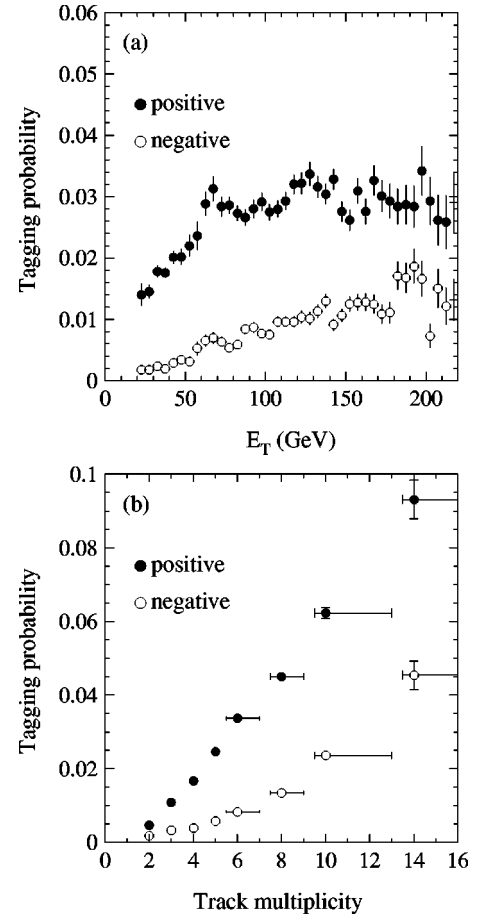 0.06
(a)
0.05
positive
0.04
negative
0.03
0.02
0.01
0
0 50 100 150 200
Tagging probability
E_T (GeV)
0.1
(b)
0.08
positive
0.06
negative
0.04
0.02
0
0 2 4 6 8 10 12 14 16
Tagging probability
Track multiplicity